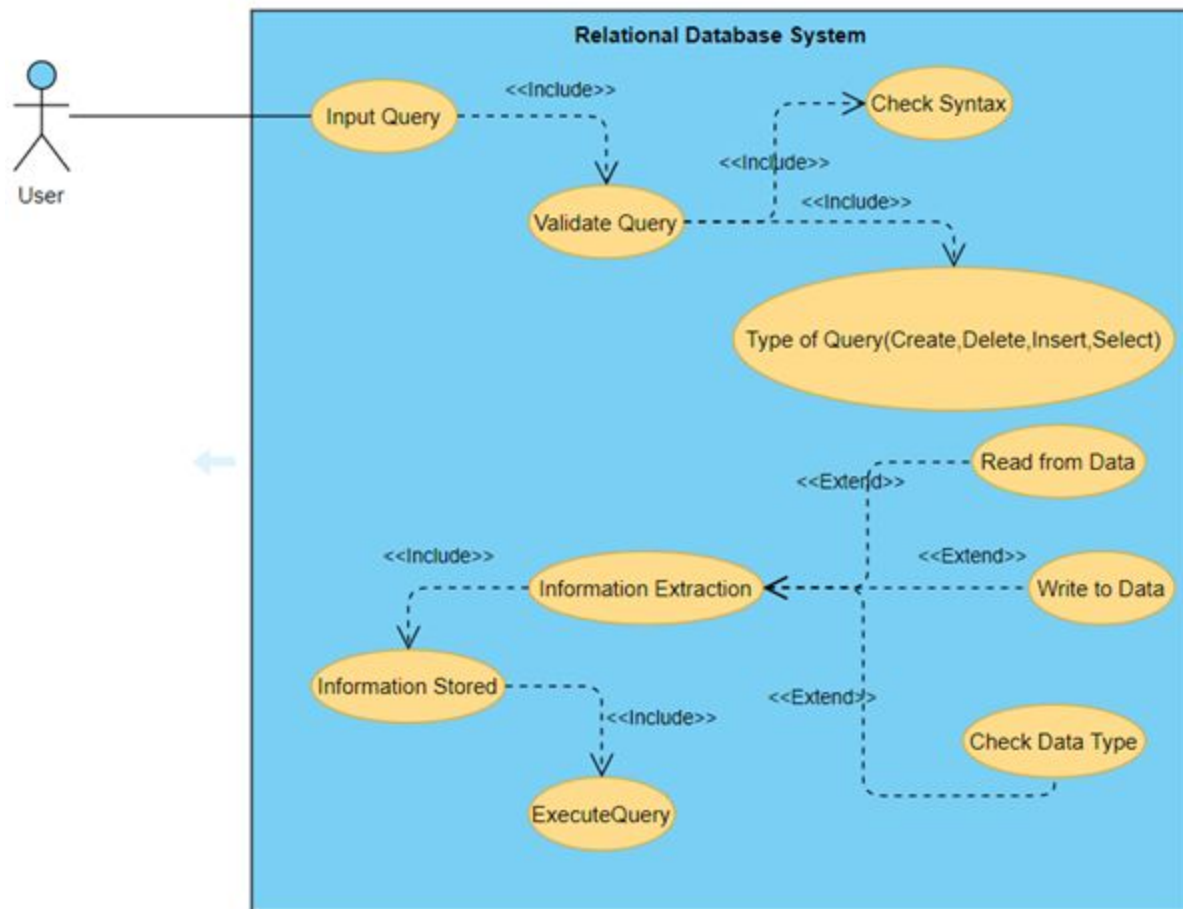 Relational Database System
<<Include>>
Check Syntax
Input Query
<<Include>>
User
<<Include>>
Validate Query
Type of Query(Create,Delete,Insert,Select)
Read from Data
<<Extend>>
<<Include>>
<<Extend>>
Information Extraction
Write to Data
Information Stored
<<Extend>>
<<Include>>
Check Data Type
ExecuteQuery